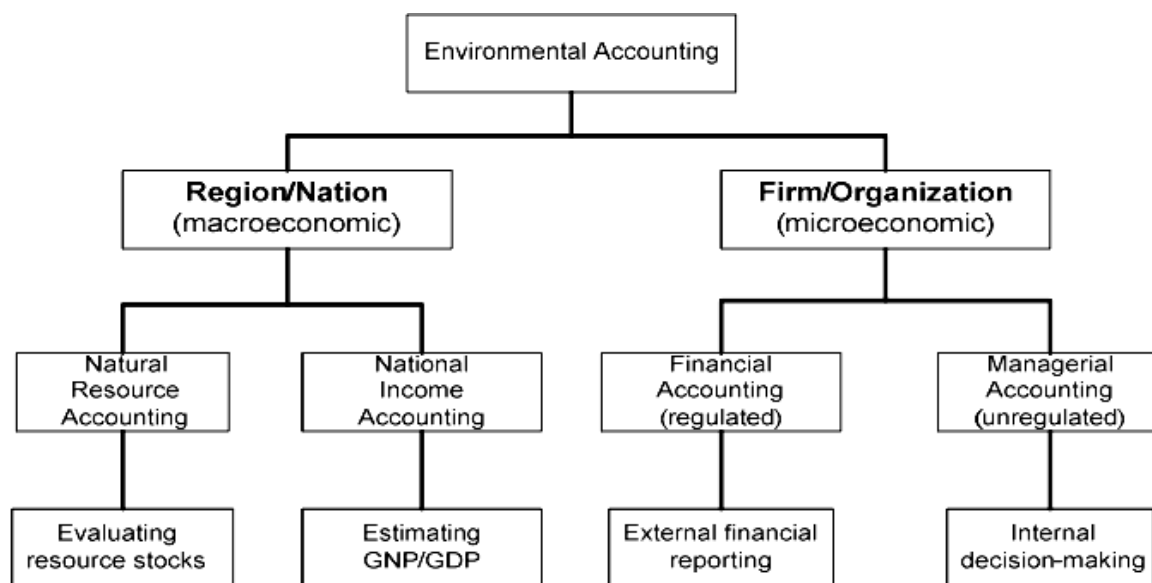 Environmental Accounting
Region/Nation
(macroeconomic)
Firm/Organization
(microeconomic)
Natural
Resource
Accounting
National
Income
Accounting
Financial
Accounting
(regulated)
Managerial
Accounting
(unregulated)
Evaluating
resource stocks
Estimating
GNP/GDP
External financial
reporting
Internal
decision-making